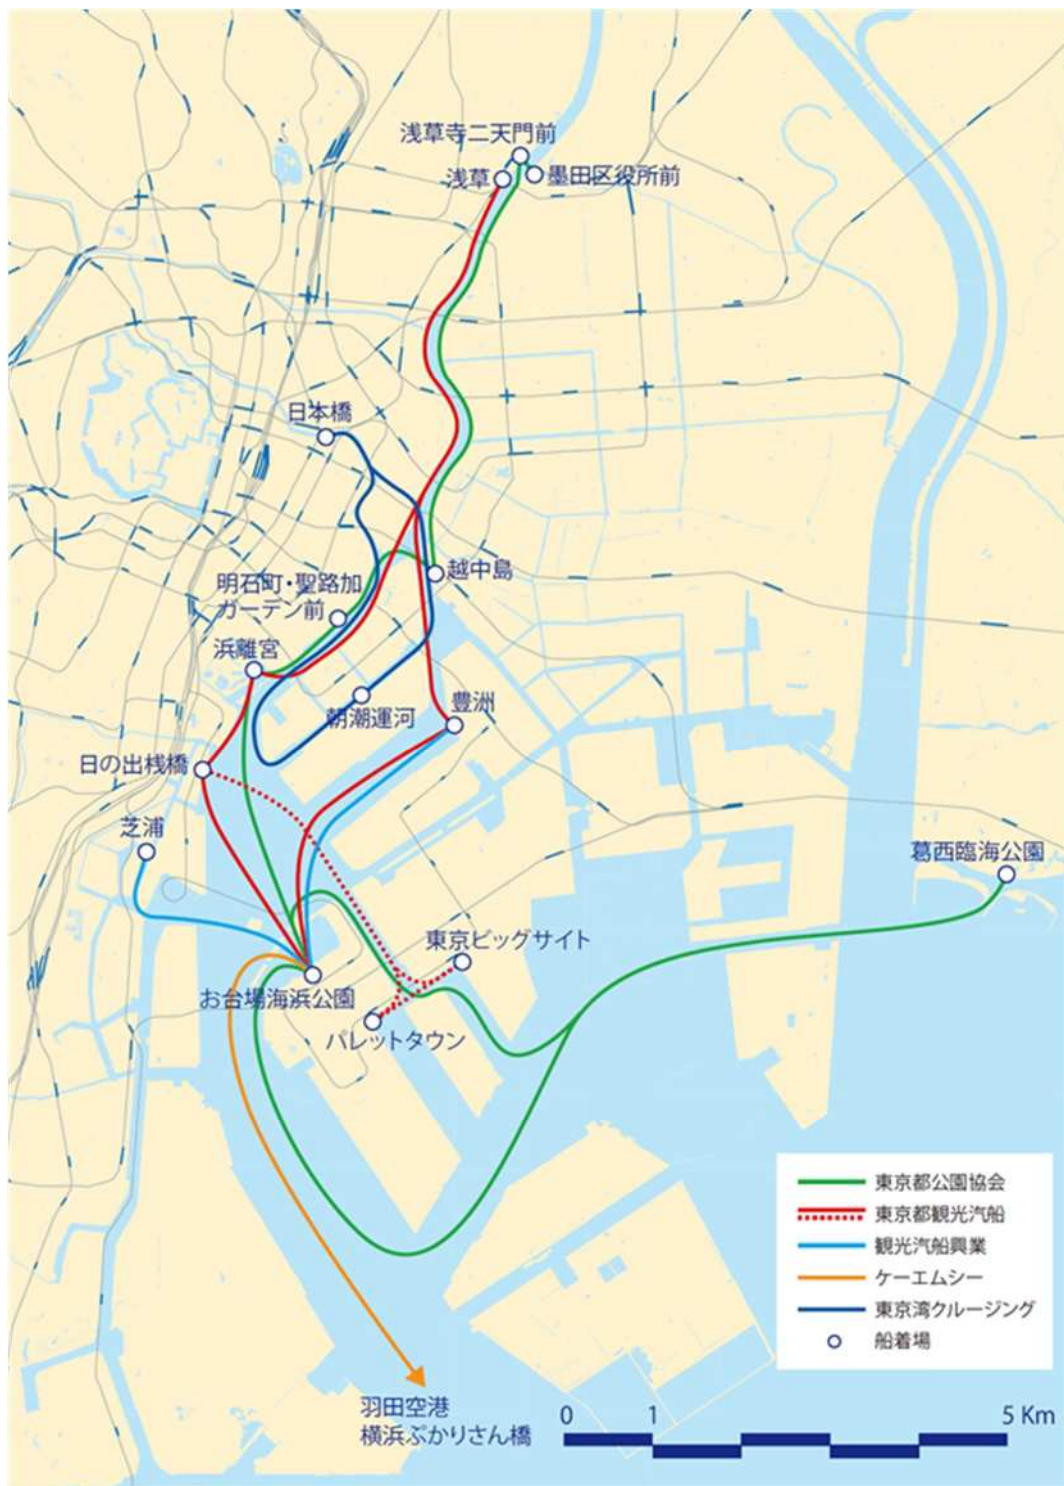 浅草寺二天門前
浅草
墨田区役所前
日本橋
越中島
明石町・聖路加
ガーデン前
浜離宮
朝潮運河
豊洲
日の出桟橋
芝浦
葛西臨海公園
東京ビッグサイト
お台場海浜公園
パレットタウン
東京都公園協会
東京都観光汽船
観光汽船興業
ケーエムシー
東京湾クルージング
船着場
羽田空港
横浜ぷかりさん橋
0 1 5 Km